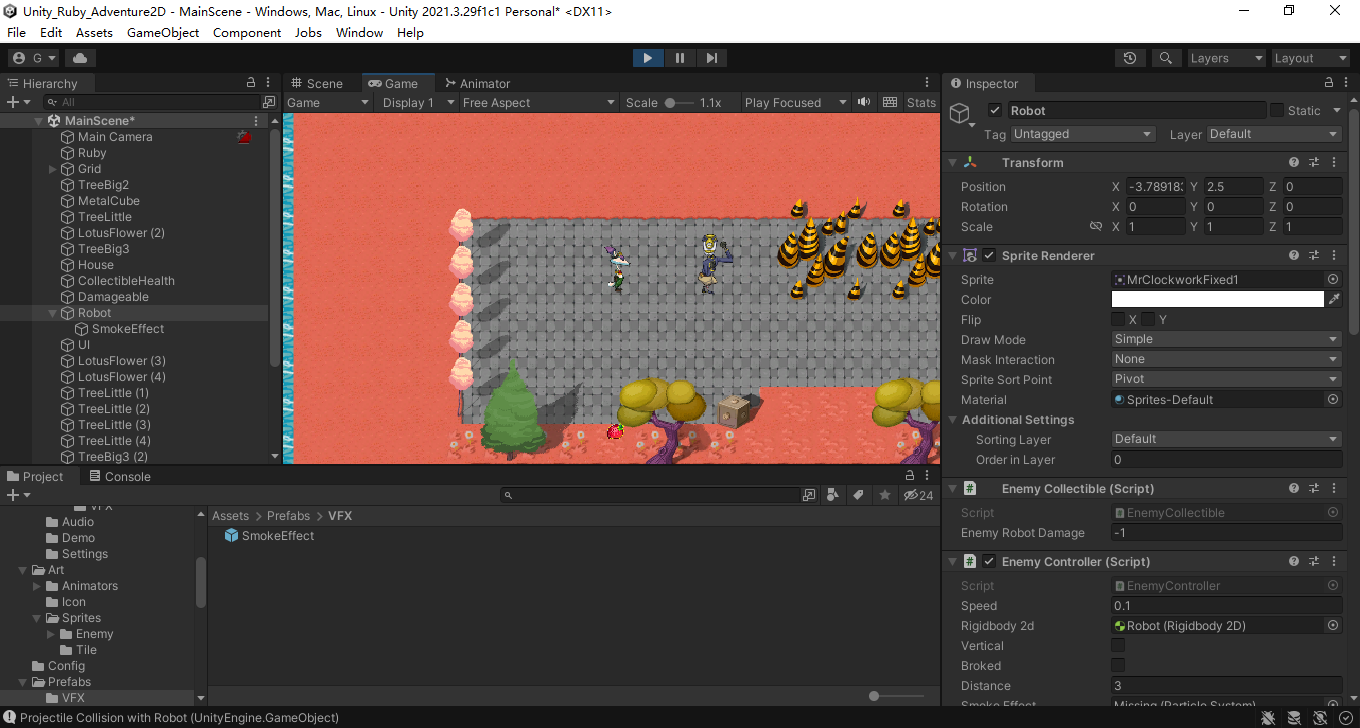 Unity_Ruby_Adventure2D - MainScene - Windows, Mac, Linux - Unity 2021.3.29f1c1 Personal* <DX11>
File Edit Assets GameObject Component Jobs Window Help
G Layers Layout
Hierarchy
All
MainScene*
Main Camera
Ruby
Grid
TreeBig2
MetalCube
TreeLittle
LotusFlower (2)
TreeBig3
House
CollectibleHealth
Damageable
Robot
SmokeEffect
UI
LotusFlower (3)
LotusFlower (4)
TreeLittle (1)
TreeLittle (2)
TreeLittle (3)
TreeLittle (4)
TreeBig3 (2)
Scene Game Animator
Game Display 1 Free Aspect Scale 1.1x Play Focused Stats
Inspector
Robot Static
Tag Untagged Layer Default
Transform
Position X -3.789183 Y 2.5 Z 0
Rotation X 0 Y 0 Z 0
Scale X 1 Y 1 Z 1
Sprite Renderer
Sprite MrClockworkFixed1
Color
Flip X Y
Draw Mode Simple
Mask Interaction None
Sprite Sort Point Pivot
Material Sprites-Default
Additional Settings
Sorting Layer Default
Order in Layer 0
Enemy Collectible (Script)
Script EnemyCollectible
Enemy Robot Damage -1
Enemy Controller (Script)
Script EnemyController
Speed 0.1
Rigidbody 2d Robot (Rigidbody 2D)
Vertical
Broked
Distance 3
Smoke Effect Missing (Particle System)
Project Console
24
VFX
Audio
Demo
Settings
Art
Animators
Icon
Sprites
Enemy
Tile
Config
Prefabs
VFX
Assets > Prefabs > VFX
SmokeEffect
Projectile Collision with Robot (UnityEngine.GameObject)